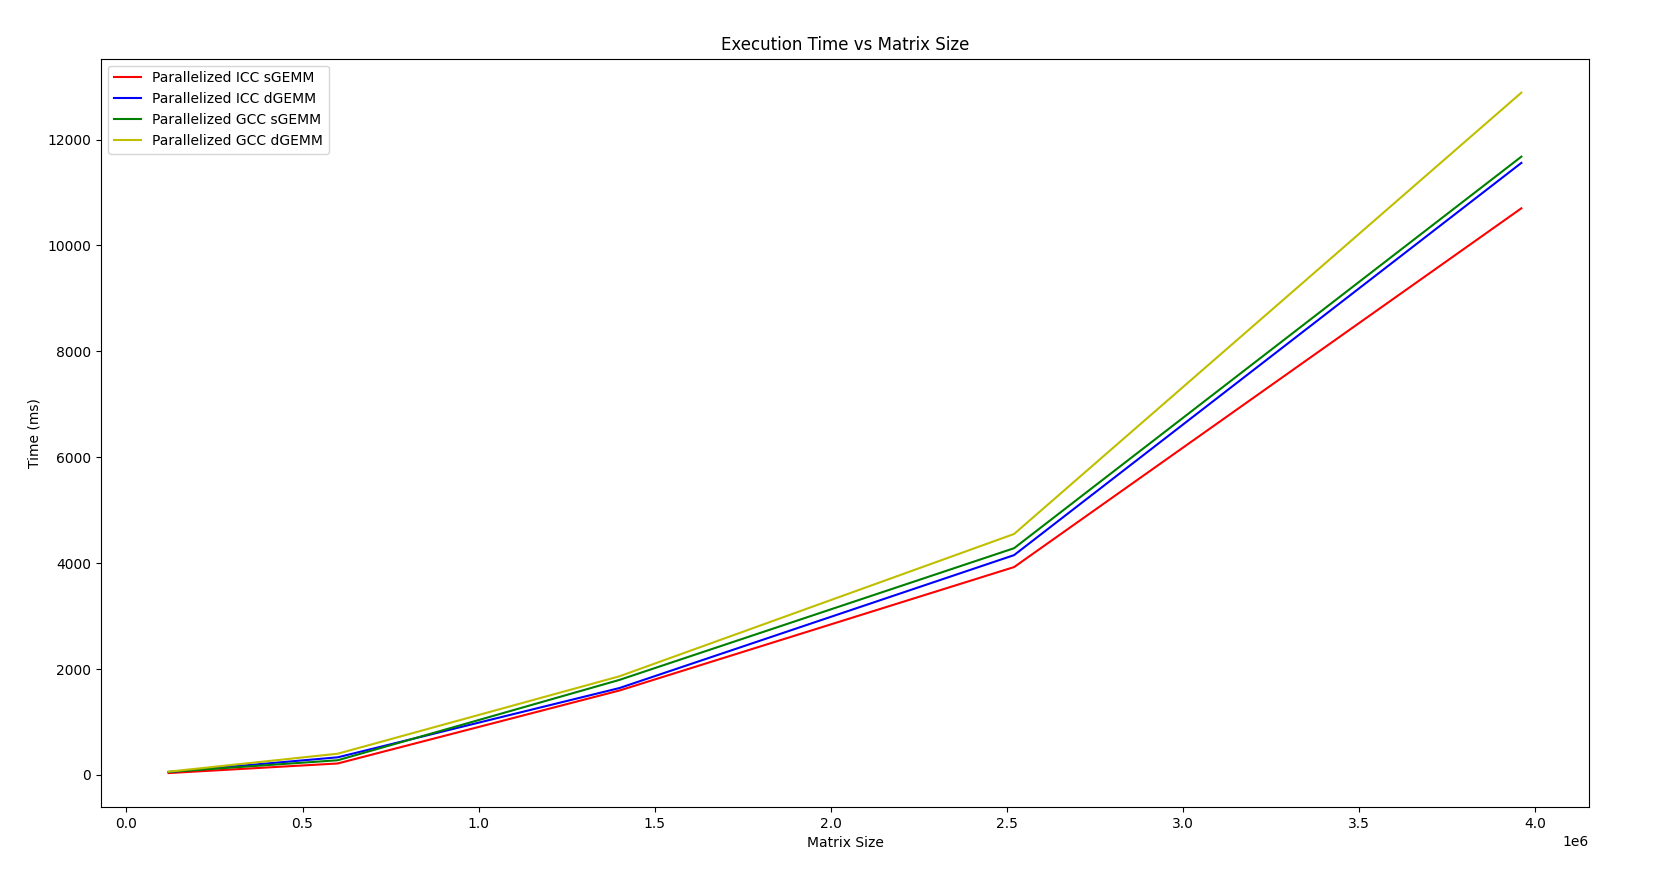 Execution Time vs Matrix Size
Parallelized ICC sGEMM
Parallelized ICC dGEMM
Parallelized GCC sGEMM
Parallelized GCC dGEMM
12000
10000
8000
6000
4000
2000
0
Time (ms)
0.0 0.5 1.0 1.5 2.0 2.5 3.0 3.5 4.0
1e6
Matrix Size